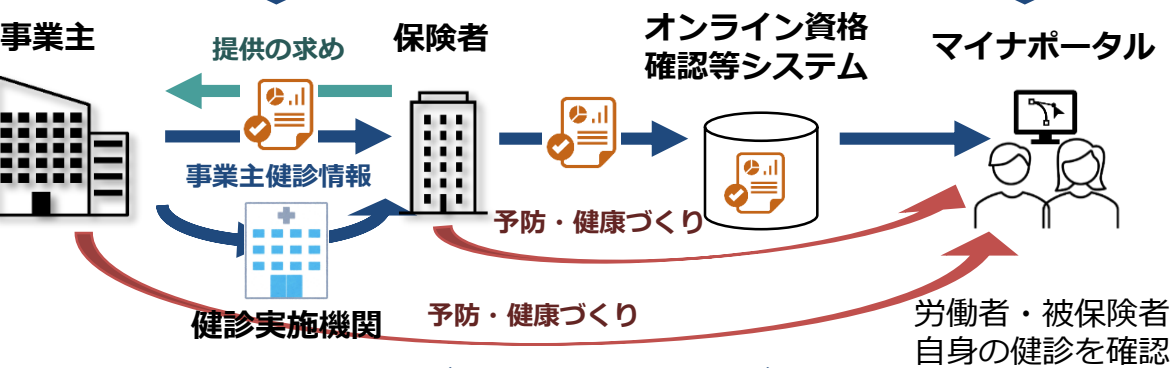 事業主
提供の求め
保険者
オンライン資格
確認等システム
マイナポータル
事業主健診情報
予防・健康づくり
健診実施機関
予防・健康づくり
労働者・被保険者
自身の健診を確認